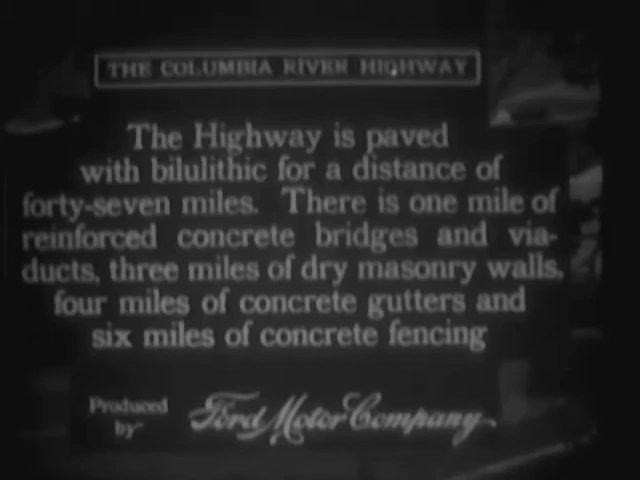 THE COLUMBIA RIVER HIGHWAY
The Highway is paved
with bilulithic for a distance of
forty-seven miles. There is one mile of
reinforced concrete bridges and via-
ducts, three miles of dry masonry walls,
four miles of concrete gutters and
six miles of concrete fencing
Produced
by
Ford Motor Company